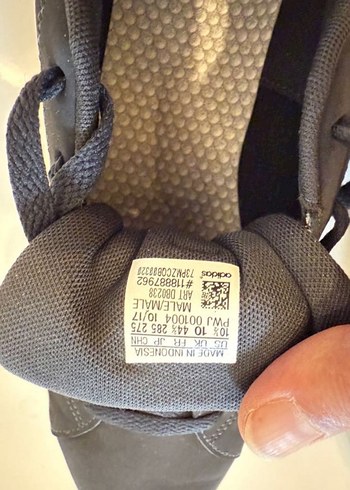 MADE IN INDONESIA
US UK FR JP CHN
10½ 10 44⅔ 285 275
PWJ 001004 10/17
MALE/MALE
ART DB0238
#118887962
adidas